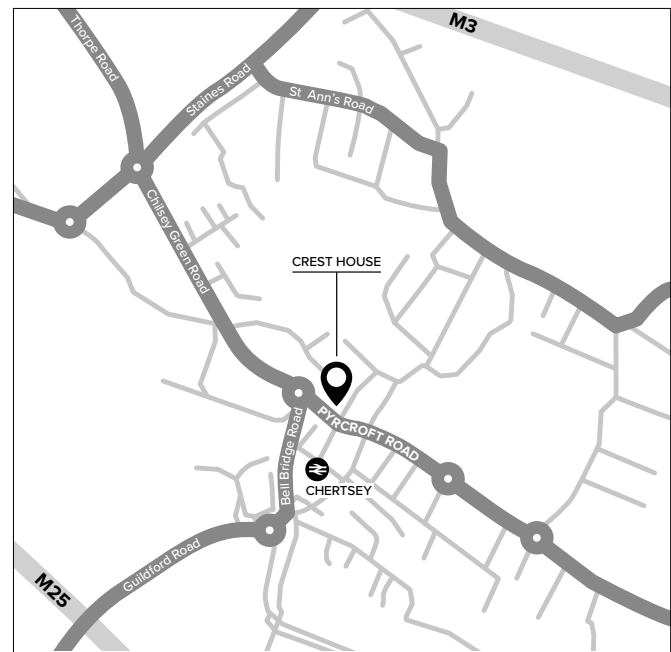 M3
Thorpe Road
Staines Road
St Ann's Road
Chilsey Green Road
CREST HOUSE
PYRCROFT ROAD
Bell Bridge Road
CHERTSEY
Guildford Road
M25